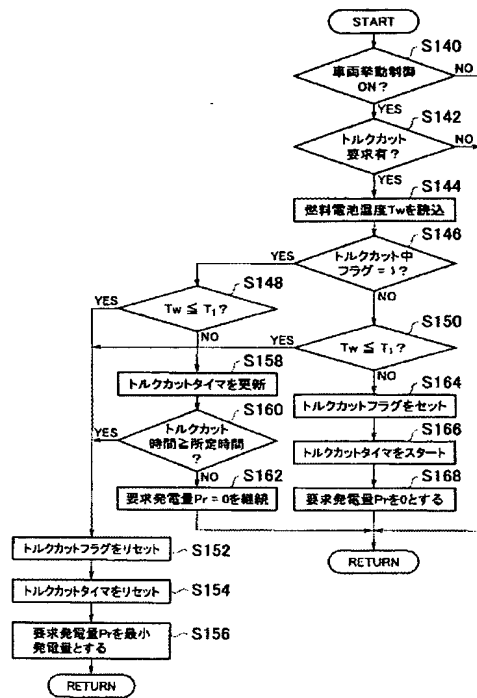 START
S140
車両挙動制御
ON?
NO
YES
S142
トルクカット
要求有?
NO
YES
S144
燃料電池温度Twを読込
S146
トルクカット中
フラグ=1?
YES
NO
S148
Tw≦T1?
YES
NO
S150
Tw≦T1?
YES
NO
S158
トルクカットタイマを更新
S164
トルクカットフラグをセット
S160
トルクカット
時間≧所定時間
?
YES
NO
S166
トルクカットタイマをスタート
S162
要求発電量Pr=0を継続
S168
要求発電量Prを0とする
RETURN
トルクカットフラグをリセット
S152
トルクカットタイマをリセット
S154
要求発電量Prを最小
発電量とする
S156
RETURN